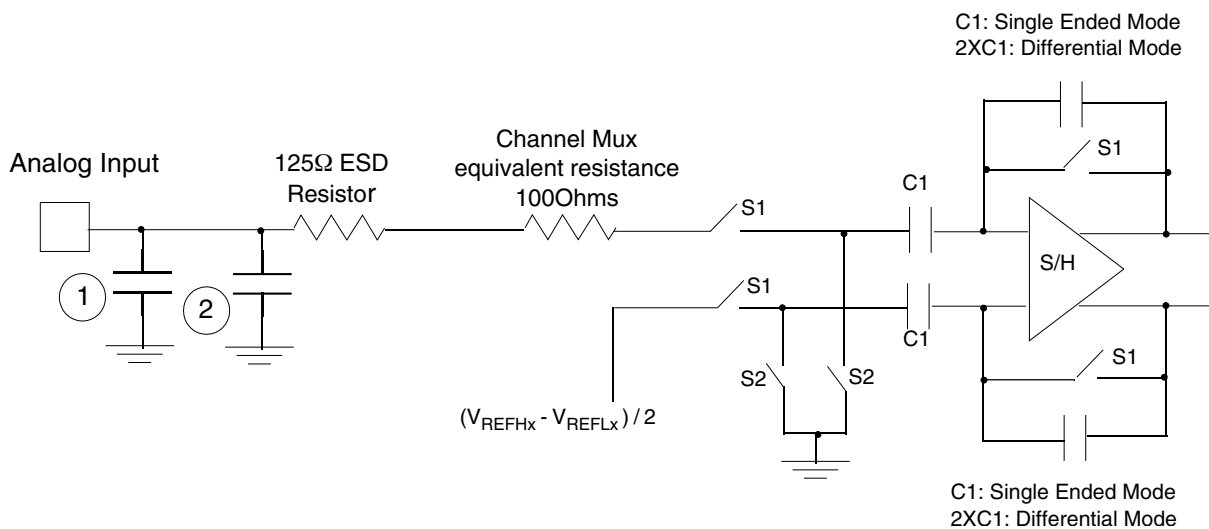 C1: Single Ended Mode
2XC1: Differential Mode
Analog Input
125Ω ESD
Resistor
Channel Mux
equivalent resistance
100Ohms
S1
C1
S1
S/H
1
2
S1
C1
S2
S2
S1
(VREFHx - VREFLx) / 2
C1: Single Ended Mode
2XC1: Differential Mode